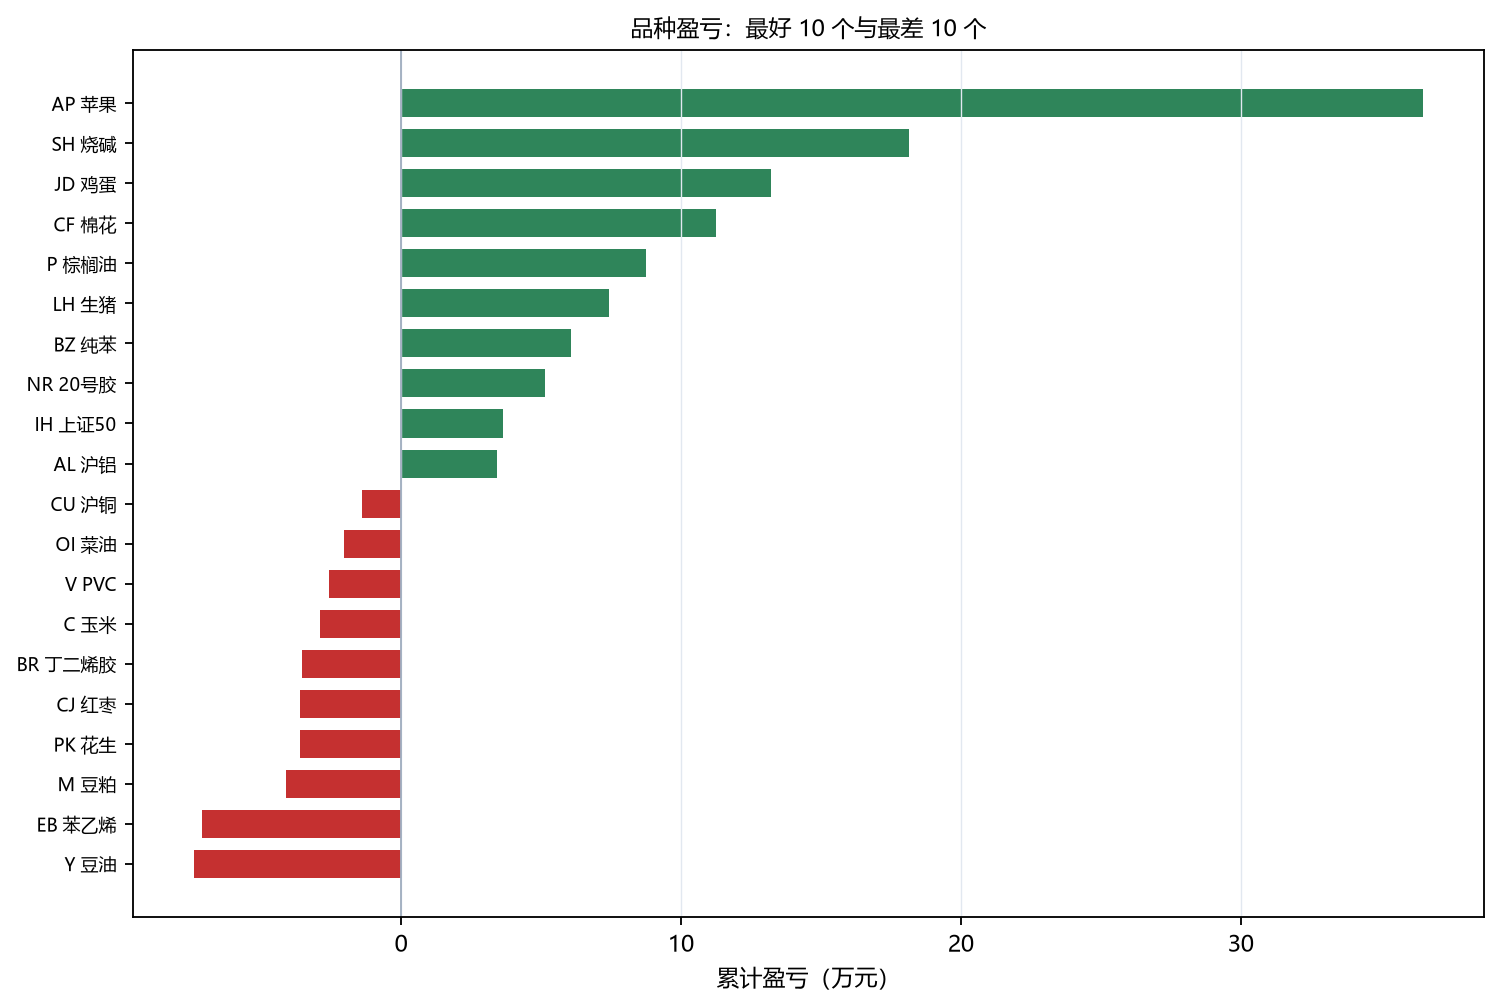 品种盈亏：最好 10 个与最差 10 个
AP 苹果
SH 烧碱
JD 鸡蛋
CF 棉花
P 棕榈油
LH 生猪
BZ 纯苯
NR 20号胶
IH 上证50
AL 沪铝
CU 沪铜
OI 菜油
V PVC
C 玉米
BR 丁二烯胶
CJ 红枣
PK 花生
M 豆粕
EB 苯乙烯
Y 豆油
0 10 20 30
累计盈亏（万元）